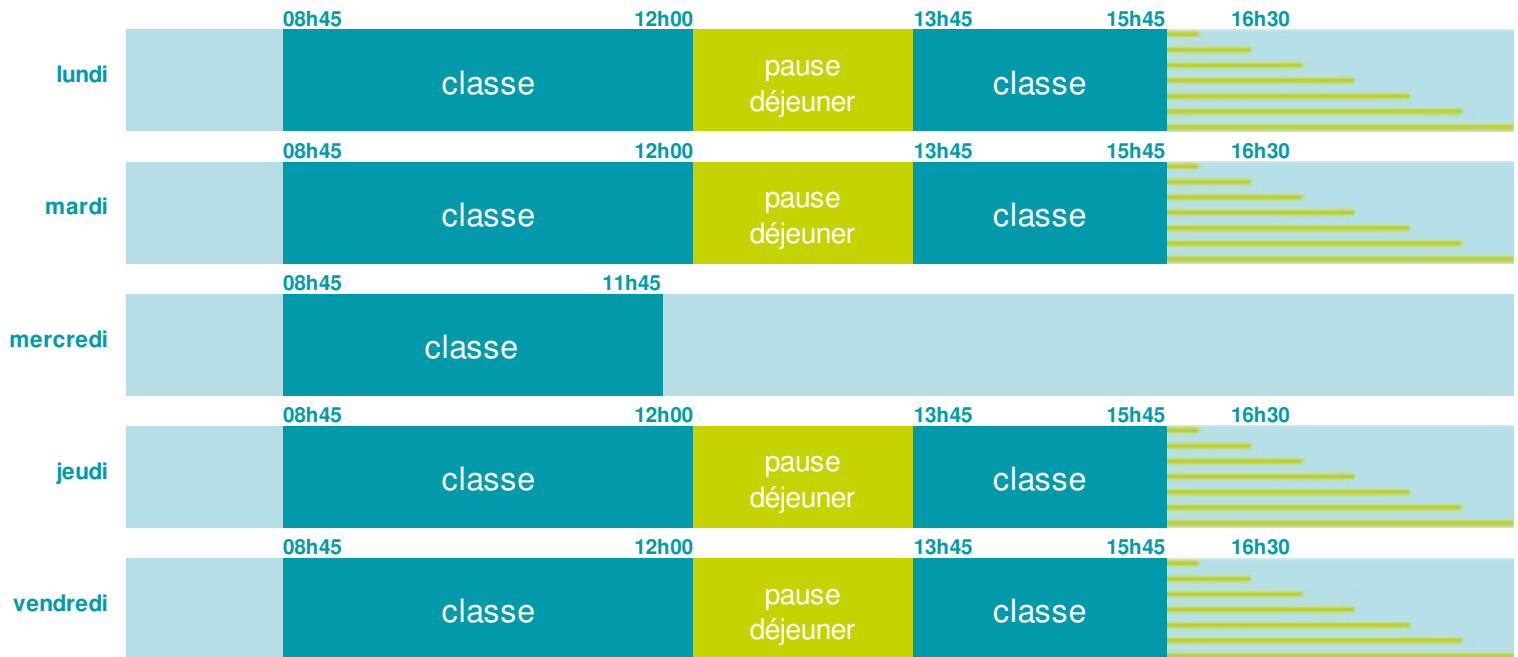 08h45 12h00 13h45 15h45 16h30
lundi classe pause déjeuner classe
08h45 12h00 13h45 15h45 16h30
mardi classe pause déjeuner classe
08h45 11h45
mercredi classe
08h45 12h00 13h45 15h45 16h30
jeudi classe pause déjeuner classe
08h45 12h00 13h45 15h45 16h30
vendredi classe pause déjeuner classe